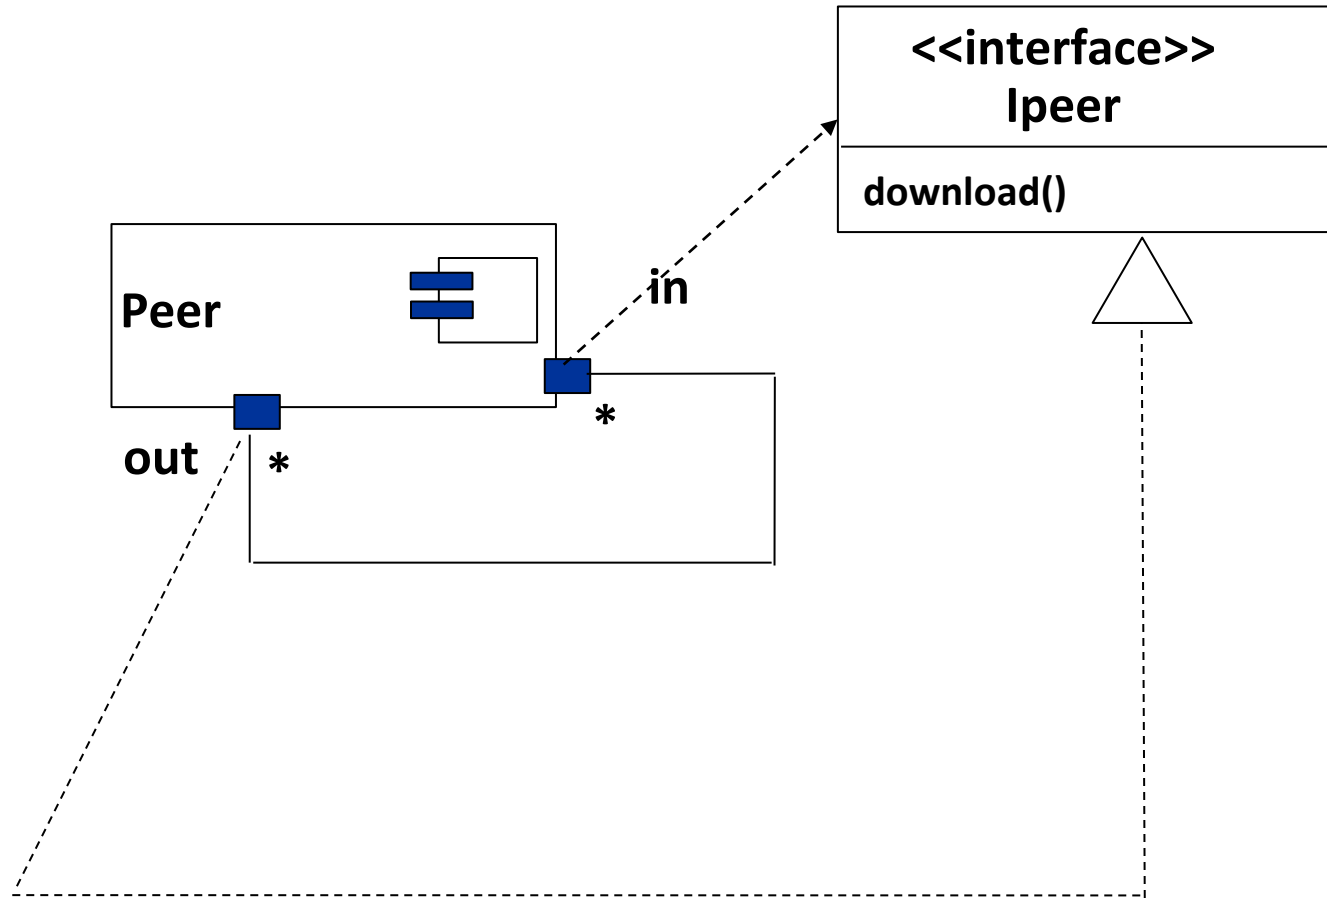 <<interface>>
Ipeer
download()
in
Peer
*
out
*